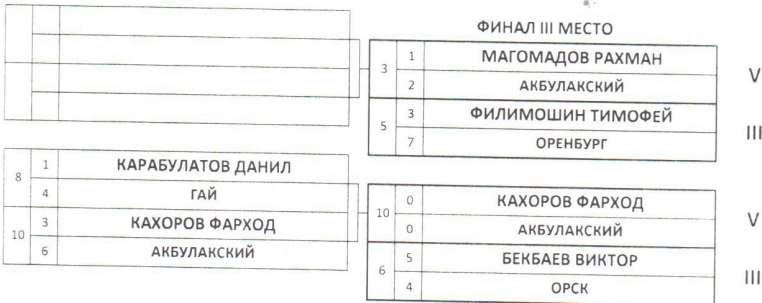 ФИНАЛ III МЕСТО
3 1 МАГОМАДОВ РАХМАН V
2 АКБУЛАКСКИЙ
5 3 ФИЛИМОШИН ТИМОФЕЙ III
7 ОРЕНБУРГ
8 1 КАРАБУЛАТОВ ДАНИЛ
4 ГАЙ
10 3 КАХОРОВ ФАРХОД
6 АКБУЛАКСКИЙ
10 0 КАХОРОВ ФАРХОД V
0 АКБУЛАКСКИЙ
6 5 БЕКБАЕВ ВИКТОР III
4 ОРСК